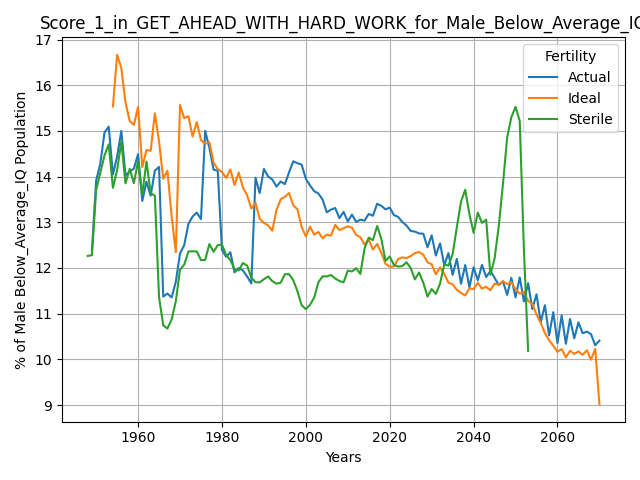 Score_1_in_GET_AHEAD_WITH_HARD_WORK_for_Male_Below_Average_IQ
17
16
15
14
13
12
11
10
9
% of Male Below_Average_IQ Population
Fertility
Actual
Ideal
Sterile
1960 1980 2000 2020 2040 2060
Years